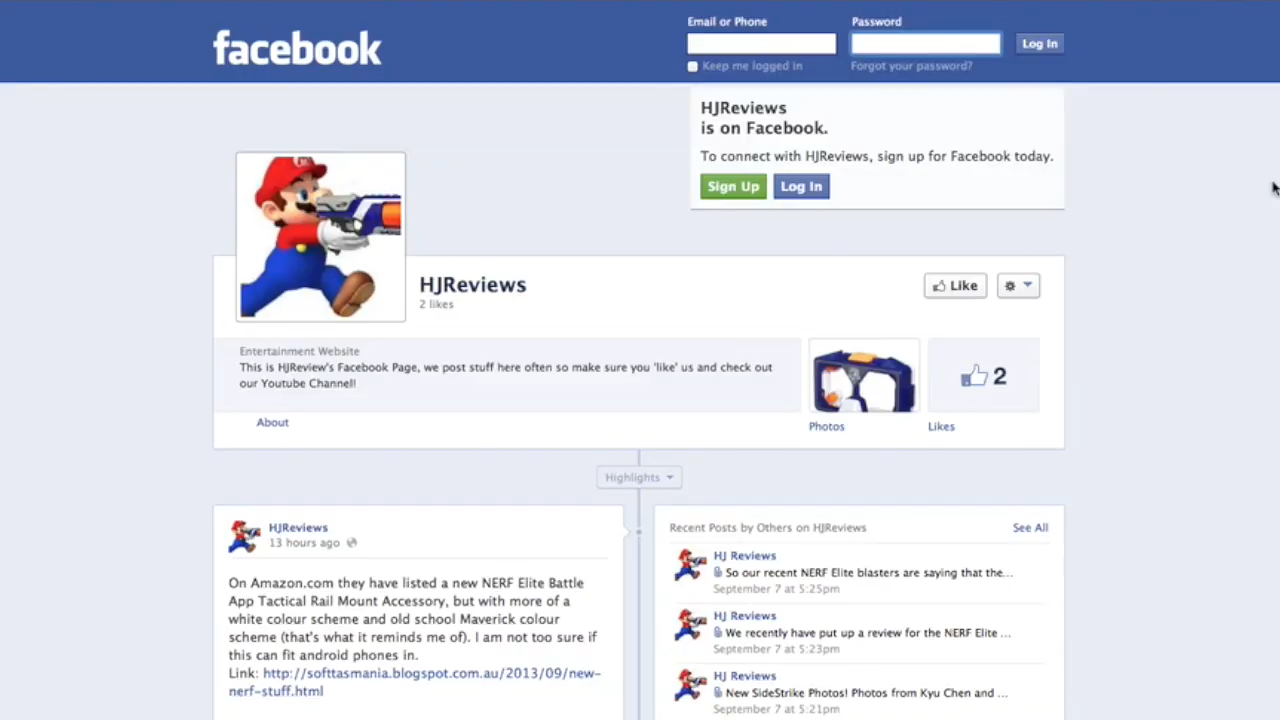 facebook
Email or Phone
Password
Log In
Keep me logged in
Forgot your password?
HJReviews
is on Facebook.
To connect with HJReviews, sign up for Facebook today.
Sign Up
Log In
M
HJReviews
2 likes
Like
Entertainment Website
This is HJReview's Facebook Page, we post stuff here often so make sure you 'like' us and check out
our Youtube Channel!
2
About
Photos
Likes
Highlights
HJReviews
13 hours ago
On Amazon.com they have listed a new NERF Elite Battle
App Tactical Rail Mount Accessory, but with more of a
white colour scheme and old school Maverick colour
scheme (that's what it reminds me of). I am not too sure if
this can fit android phones in.
Link: http://softtasmania.blogspot.com.au/2013/09/new-
nerf-stuff.html
Recent Posts by Others on HJReviews
See All
HJ Reviews
So our recent NERF Elite blasters are saying that the...
September 7 at 5:25pm
HJ Reviews
We recently have put up a review for the NERF Elite ...
September 7 at 5:23pm
HJ Reviews
New SideStrike Photos! Photos from Kyu Chen and ...
September 7 at 5:21pm